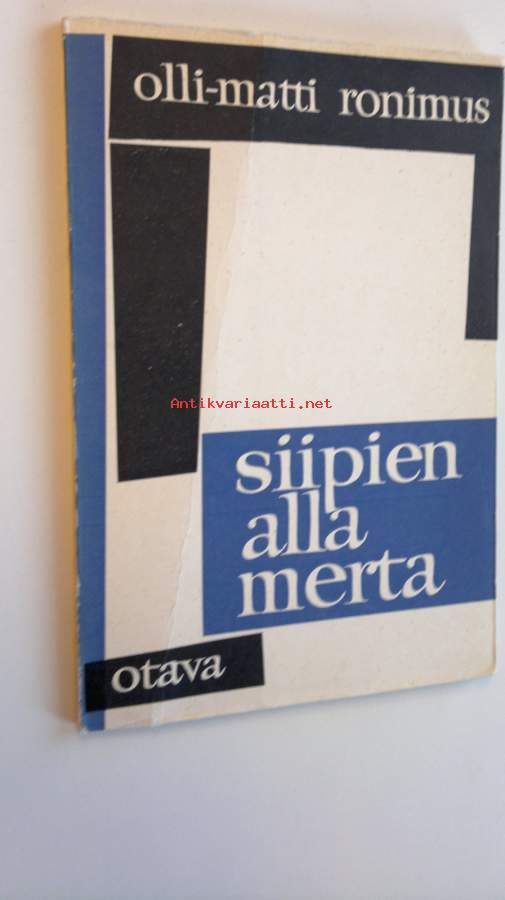 olli-matti ronimus
Antikvariaatti.net
siipien
alla
merta
otava